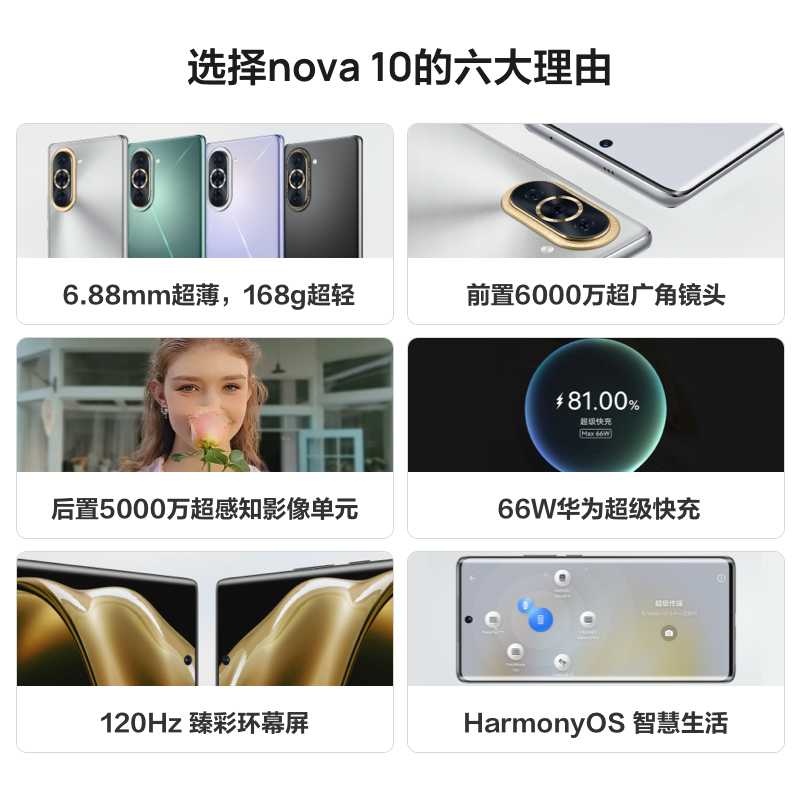 选择nova 10的六大理由
6.88mm超薄，168g超轻
前置6000万超广角镜头
81.00%
超级快充
Max 66W
后置5000万超感知影像单元
66W华为超级快充
超级终端
120Hz 臻彩环幕屏
HarmonyOS 智慧生活